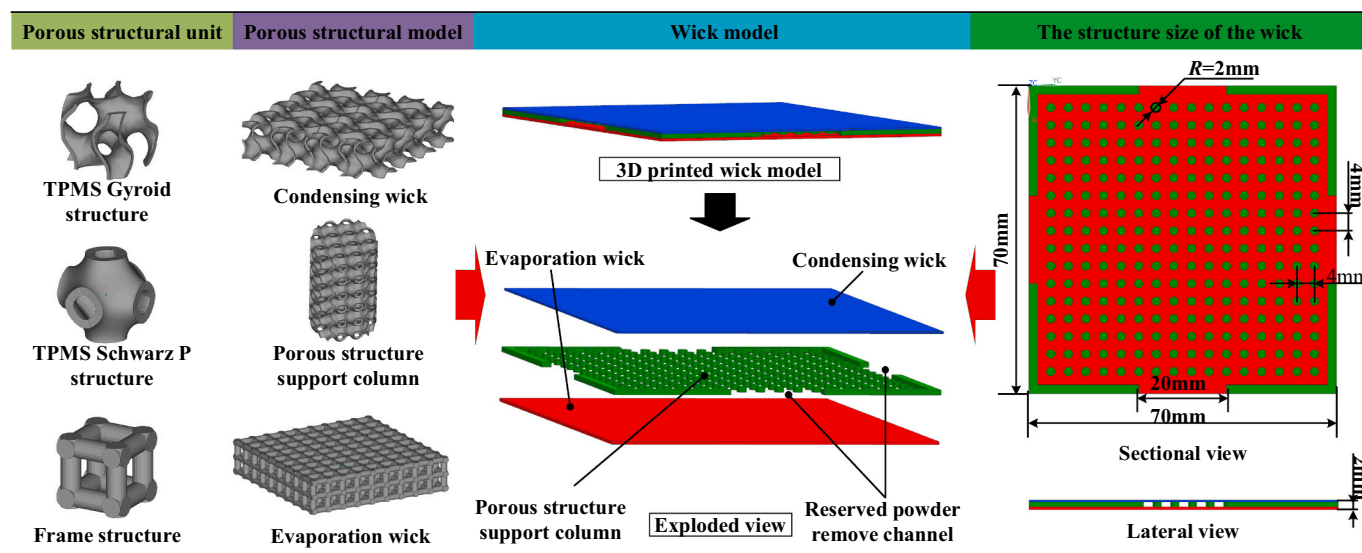 Porous structural unit
Porous structural model
Wick model
The structure size of the wick
TPMS Gyroid
structure
TPMS Schwarz P
structure
Frame structure
Condensing wick
Porous structure
support column
Evaporation wick
3D printed wick model
Evaporation wick
Condensing wick
Porous structure
support column
Exploded view
Reserved powder
remove channel
ZC
YC
R=2mm
4mm
70mm
4mm
20mm
70mm
Sectional view
2mm
Lateral view